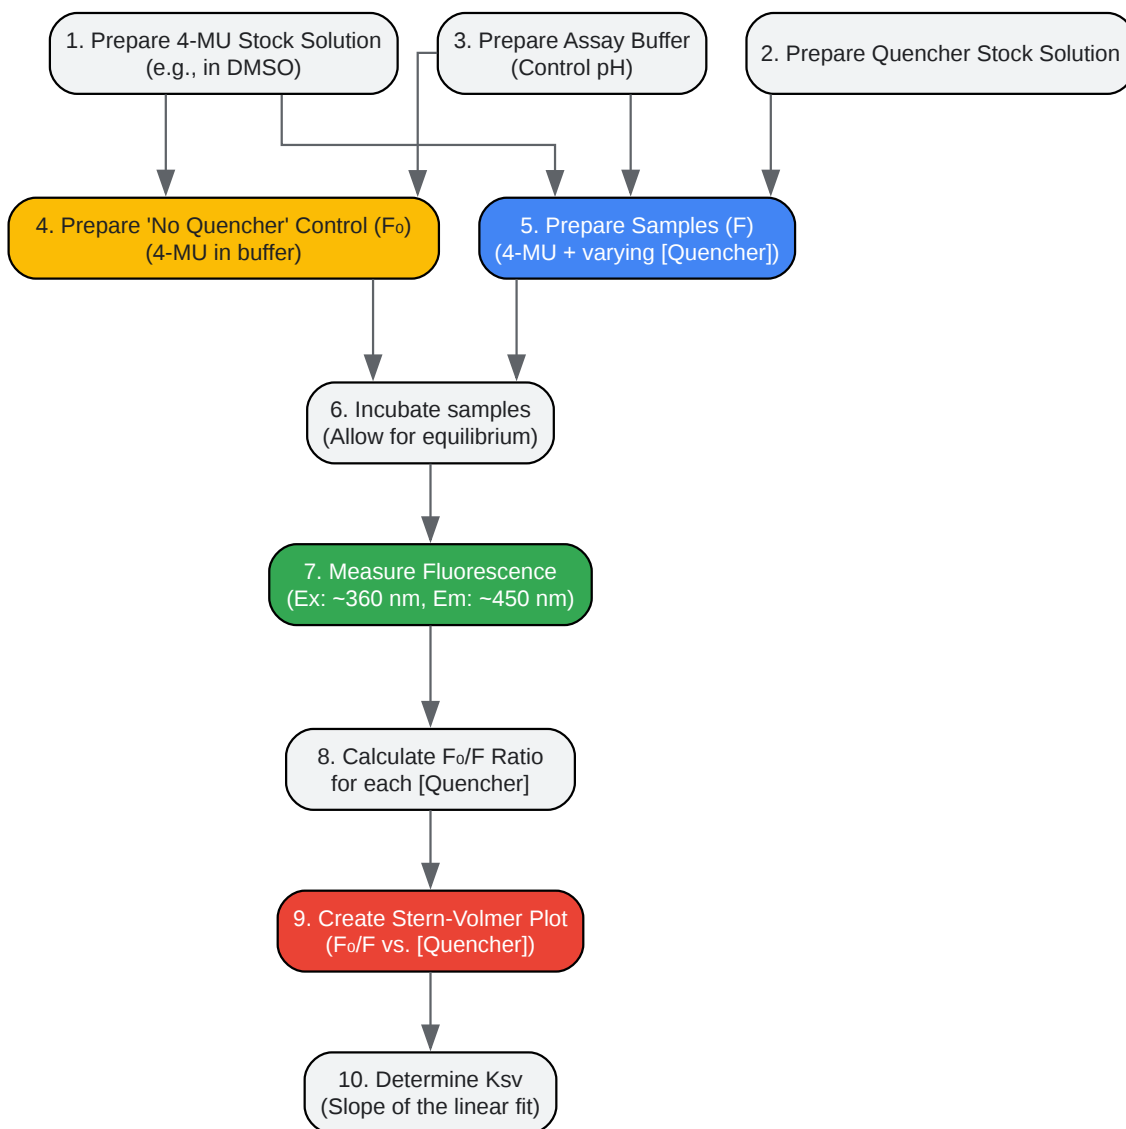 1. Prepare 4-MU Stock Solution
(e.g., in DMSO)
3. Prepare Assay Buffer
(Control pH)
2. Prepare Quencher Stock Solution
4. Prepare 'No Quencher' Control (F₀)
(4-MU in buffer)
5. Prepare Samples (F)
(4-MU + varying [Quencher])
6. Incubate samples
(Allow for equilibrium)
7. Measure Fluorescence
(Ex: ~360 nm, Em: ~450 nm)
8. Calculate F₀/F Ratio
for each [Quencher]
9. Create Stern-Volmer Plot
(F₀/F vs. [Quencher])
10. Determine Ksv
(Slope of the linear fit)